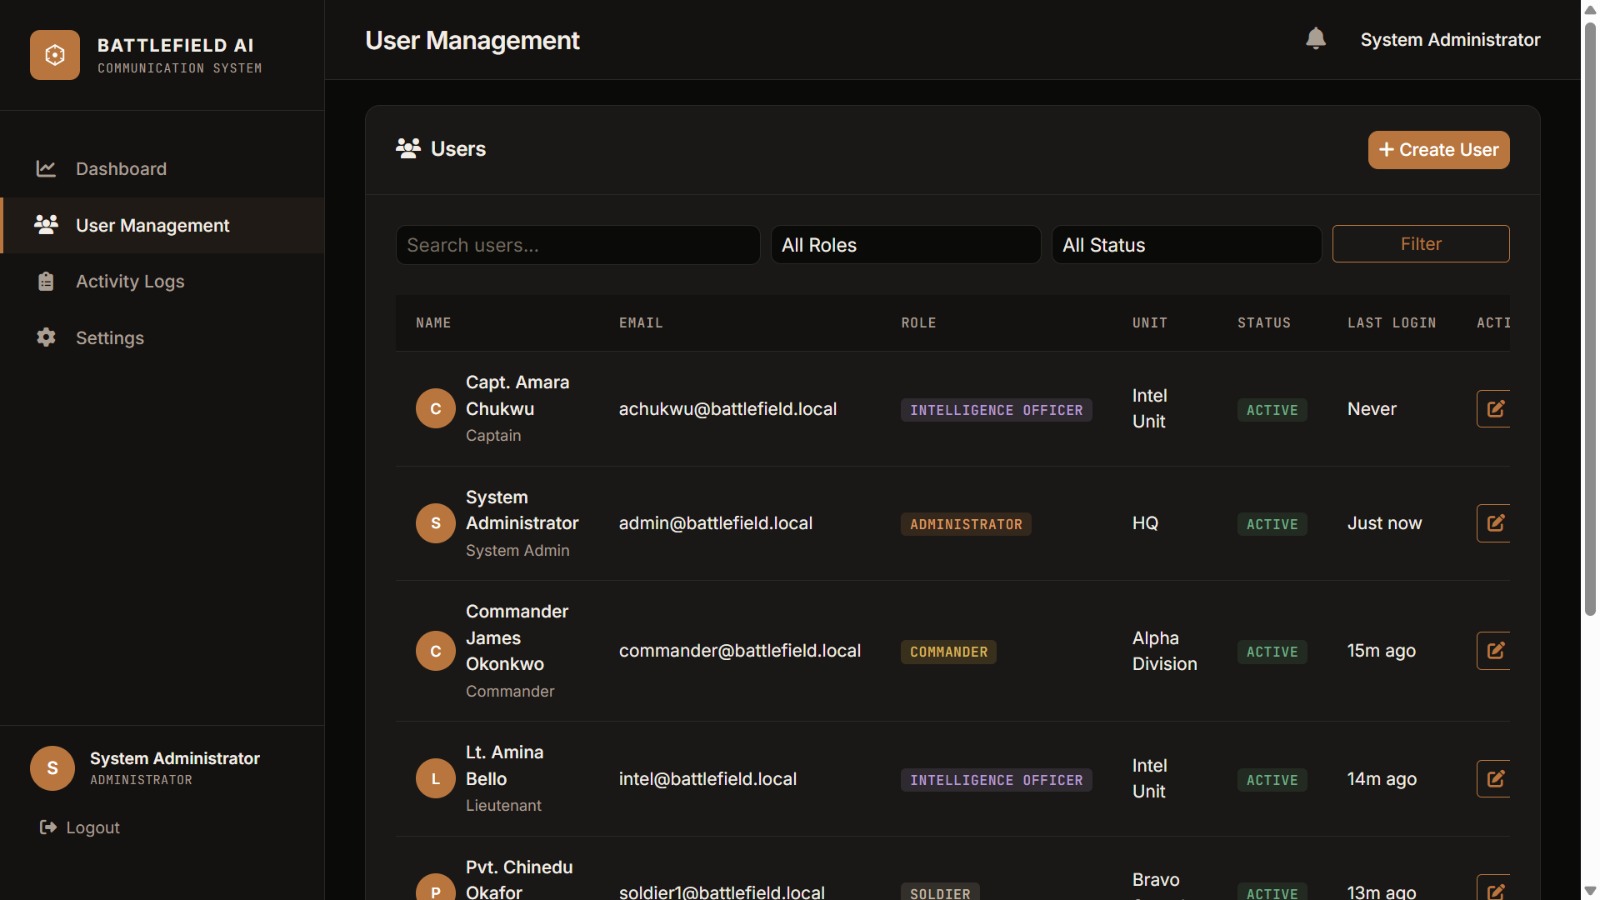 BATTLEFIELD AI
COMMUNICATION SYSTEM
Dashboard
User Management
Activity Logs
Settings
System Administrator
ADMINISTRATOR
Logout
User Management
System Administrator
Users
Create User
Search users...
All Roles
All Status
Filter
NAME EMAIL ROLE UNIT STATUS LAST LOGIN ACTI
C
Capt. Amara
Chukwu
Captain
achukwu@battlefield.local
INTELLIGENCE OFFICER
Intel
Unit
ACTIVE
Never
S
System
Administrator
System Admin
admin@battlefield.local
ADMINISTRATOR
HQ
ACTIVE
Just now
C
Commander
James
Okonkwo
Commander
commander@battlefield.local
COMMANDER
Alpha
Division
ACTIVE
15m ago
L
Lt. Amina
Bello
Lieutenant
intel@battlefield.local
INTELLIGENCE OFFICER
Intel
Unit
ACTIVE
14m ago
P
Pvt. Chinedu
Okafor
soldier1@battlefield.local
SOLDIER
Bravo
ACTIVE
13m ago